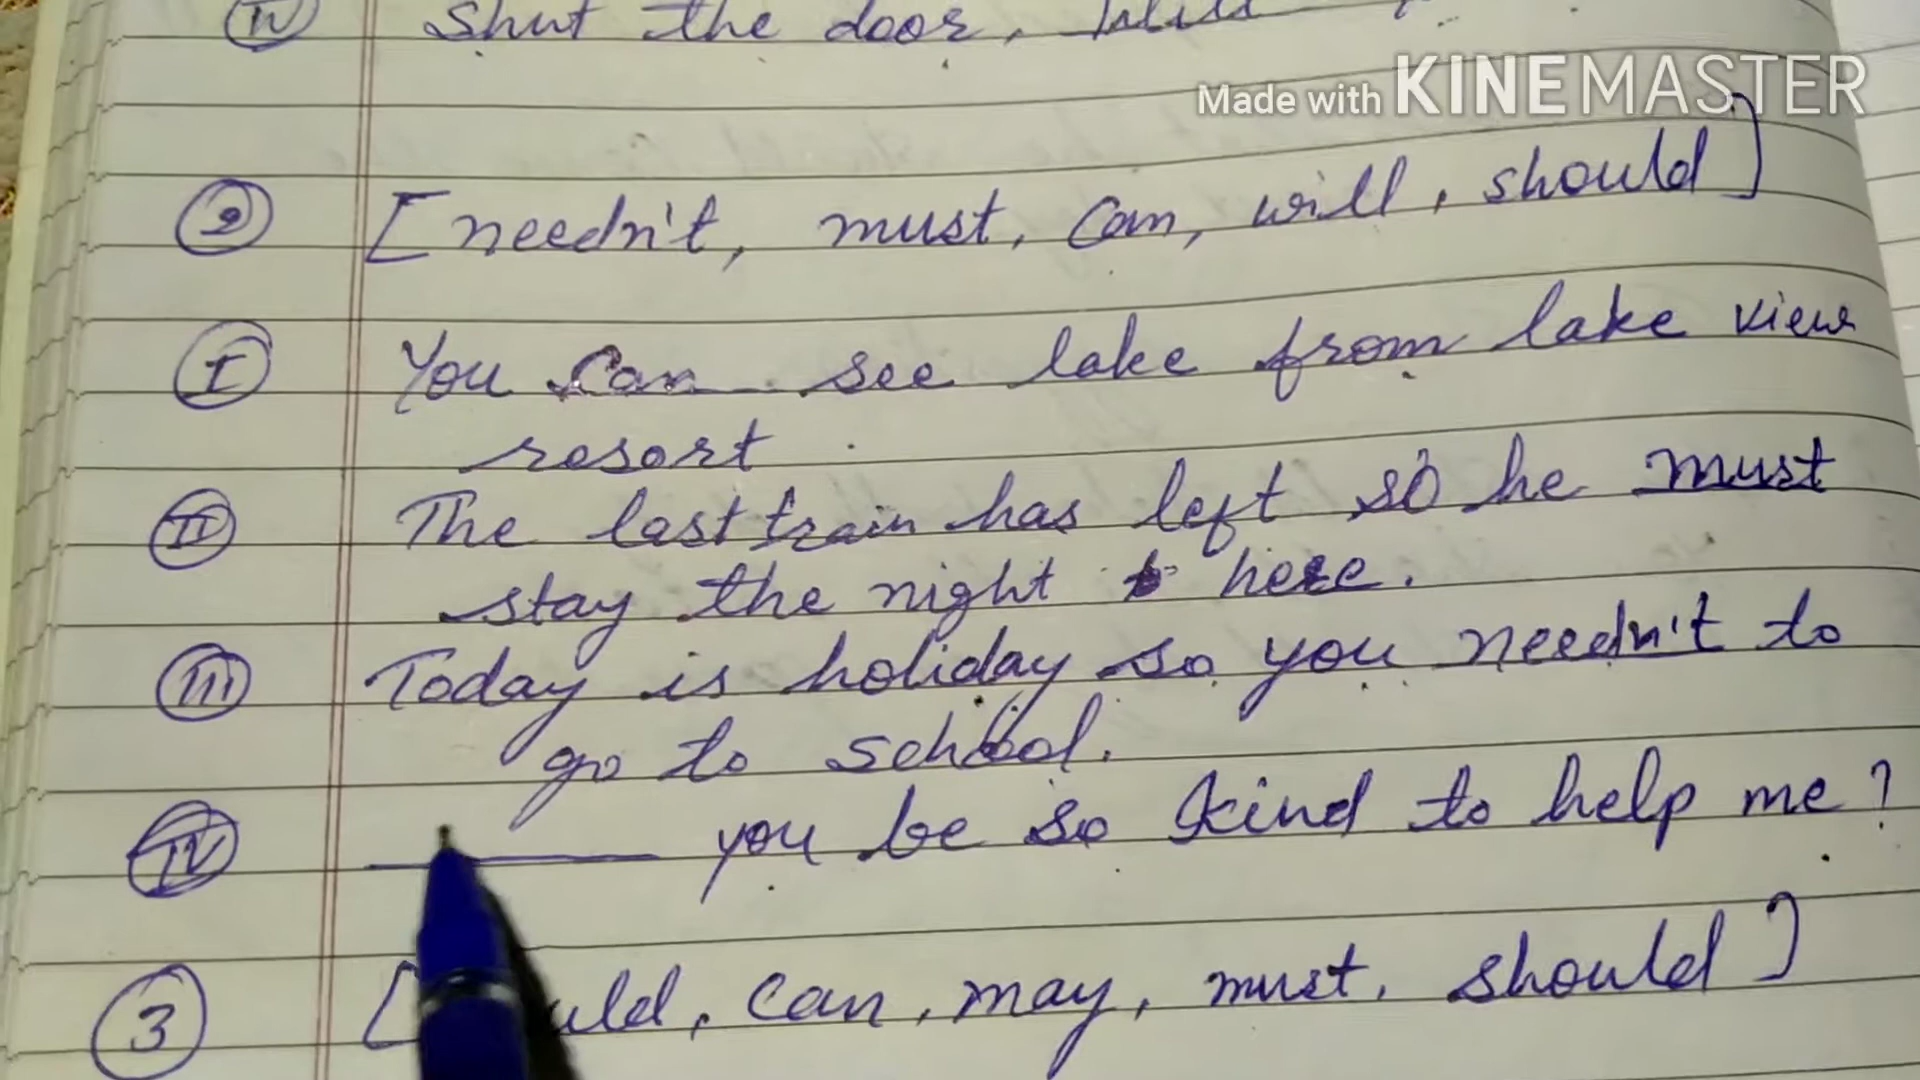 IV Shut the door,
Made with KINEMASTER
2 [needn't, must, can, will, should]
I You can see lake from lake view
resort
II The last train has left so he must
stay the night here.
III Today is holiday so you needn't to
go to school.
IV ______ you be so kind to help me?
3 [ uld, can, may, must, should]